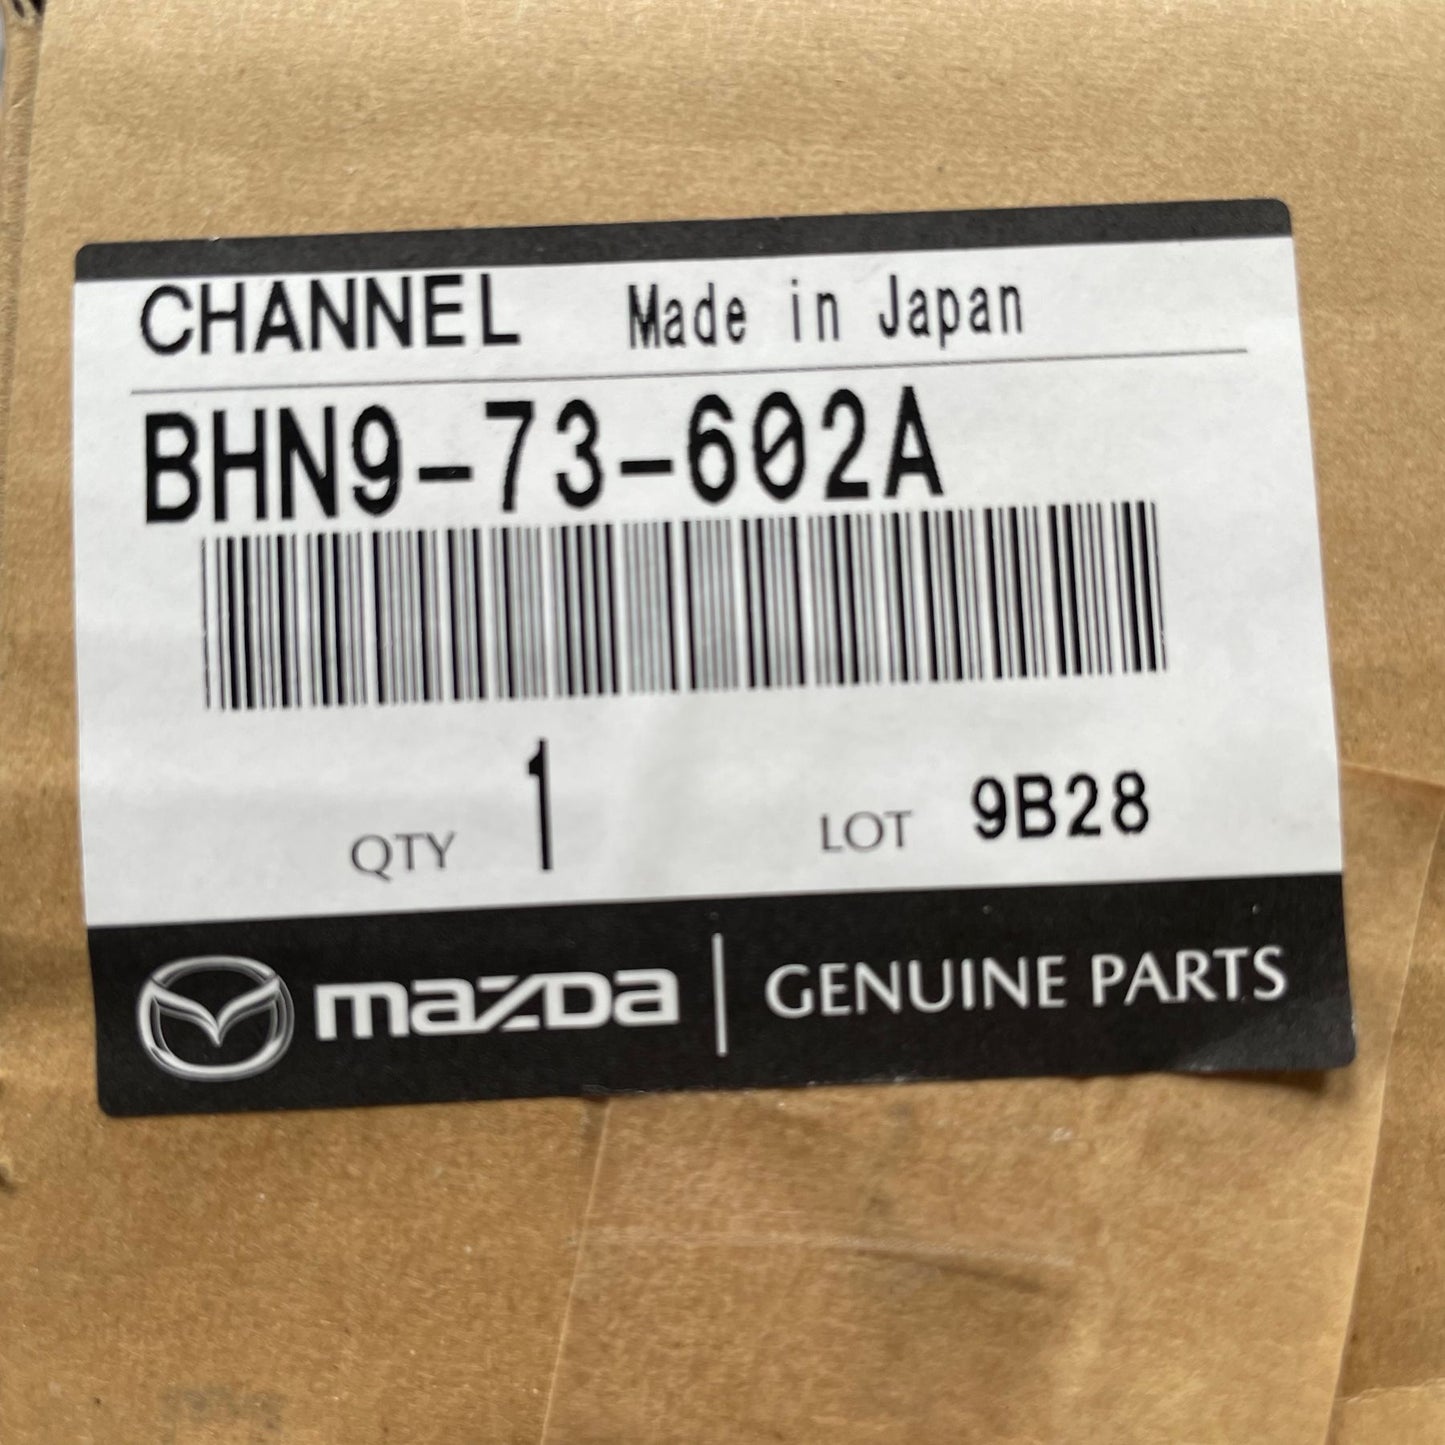 CHANNEL Made in Japan
BHN9-73-602A
QTY 1 LOT 9B28
mazda GENUINE PARTS